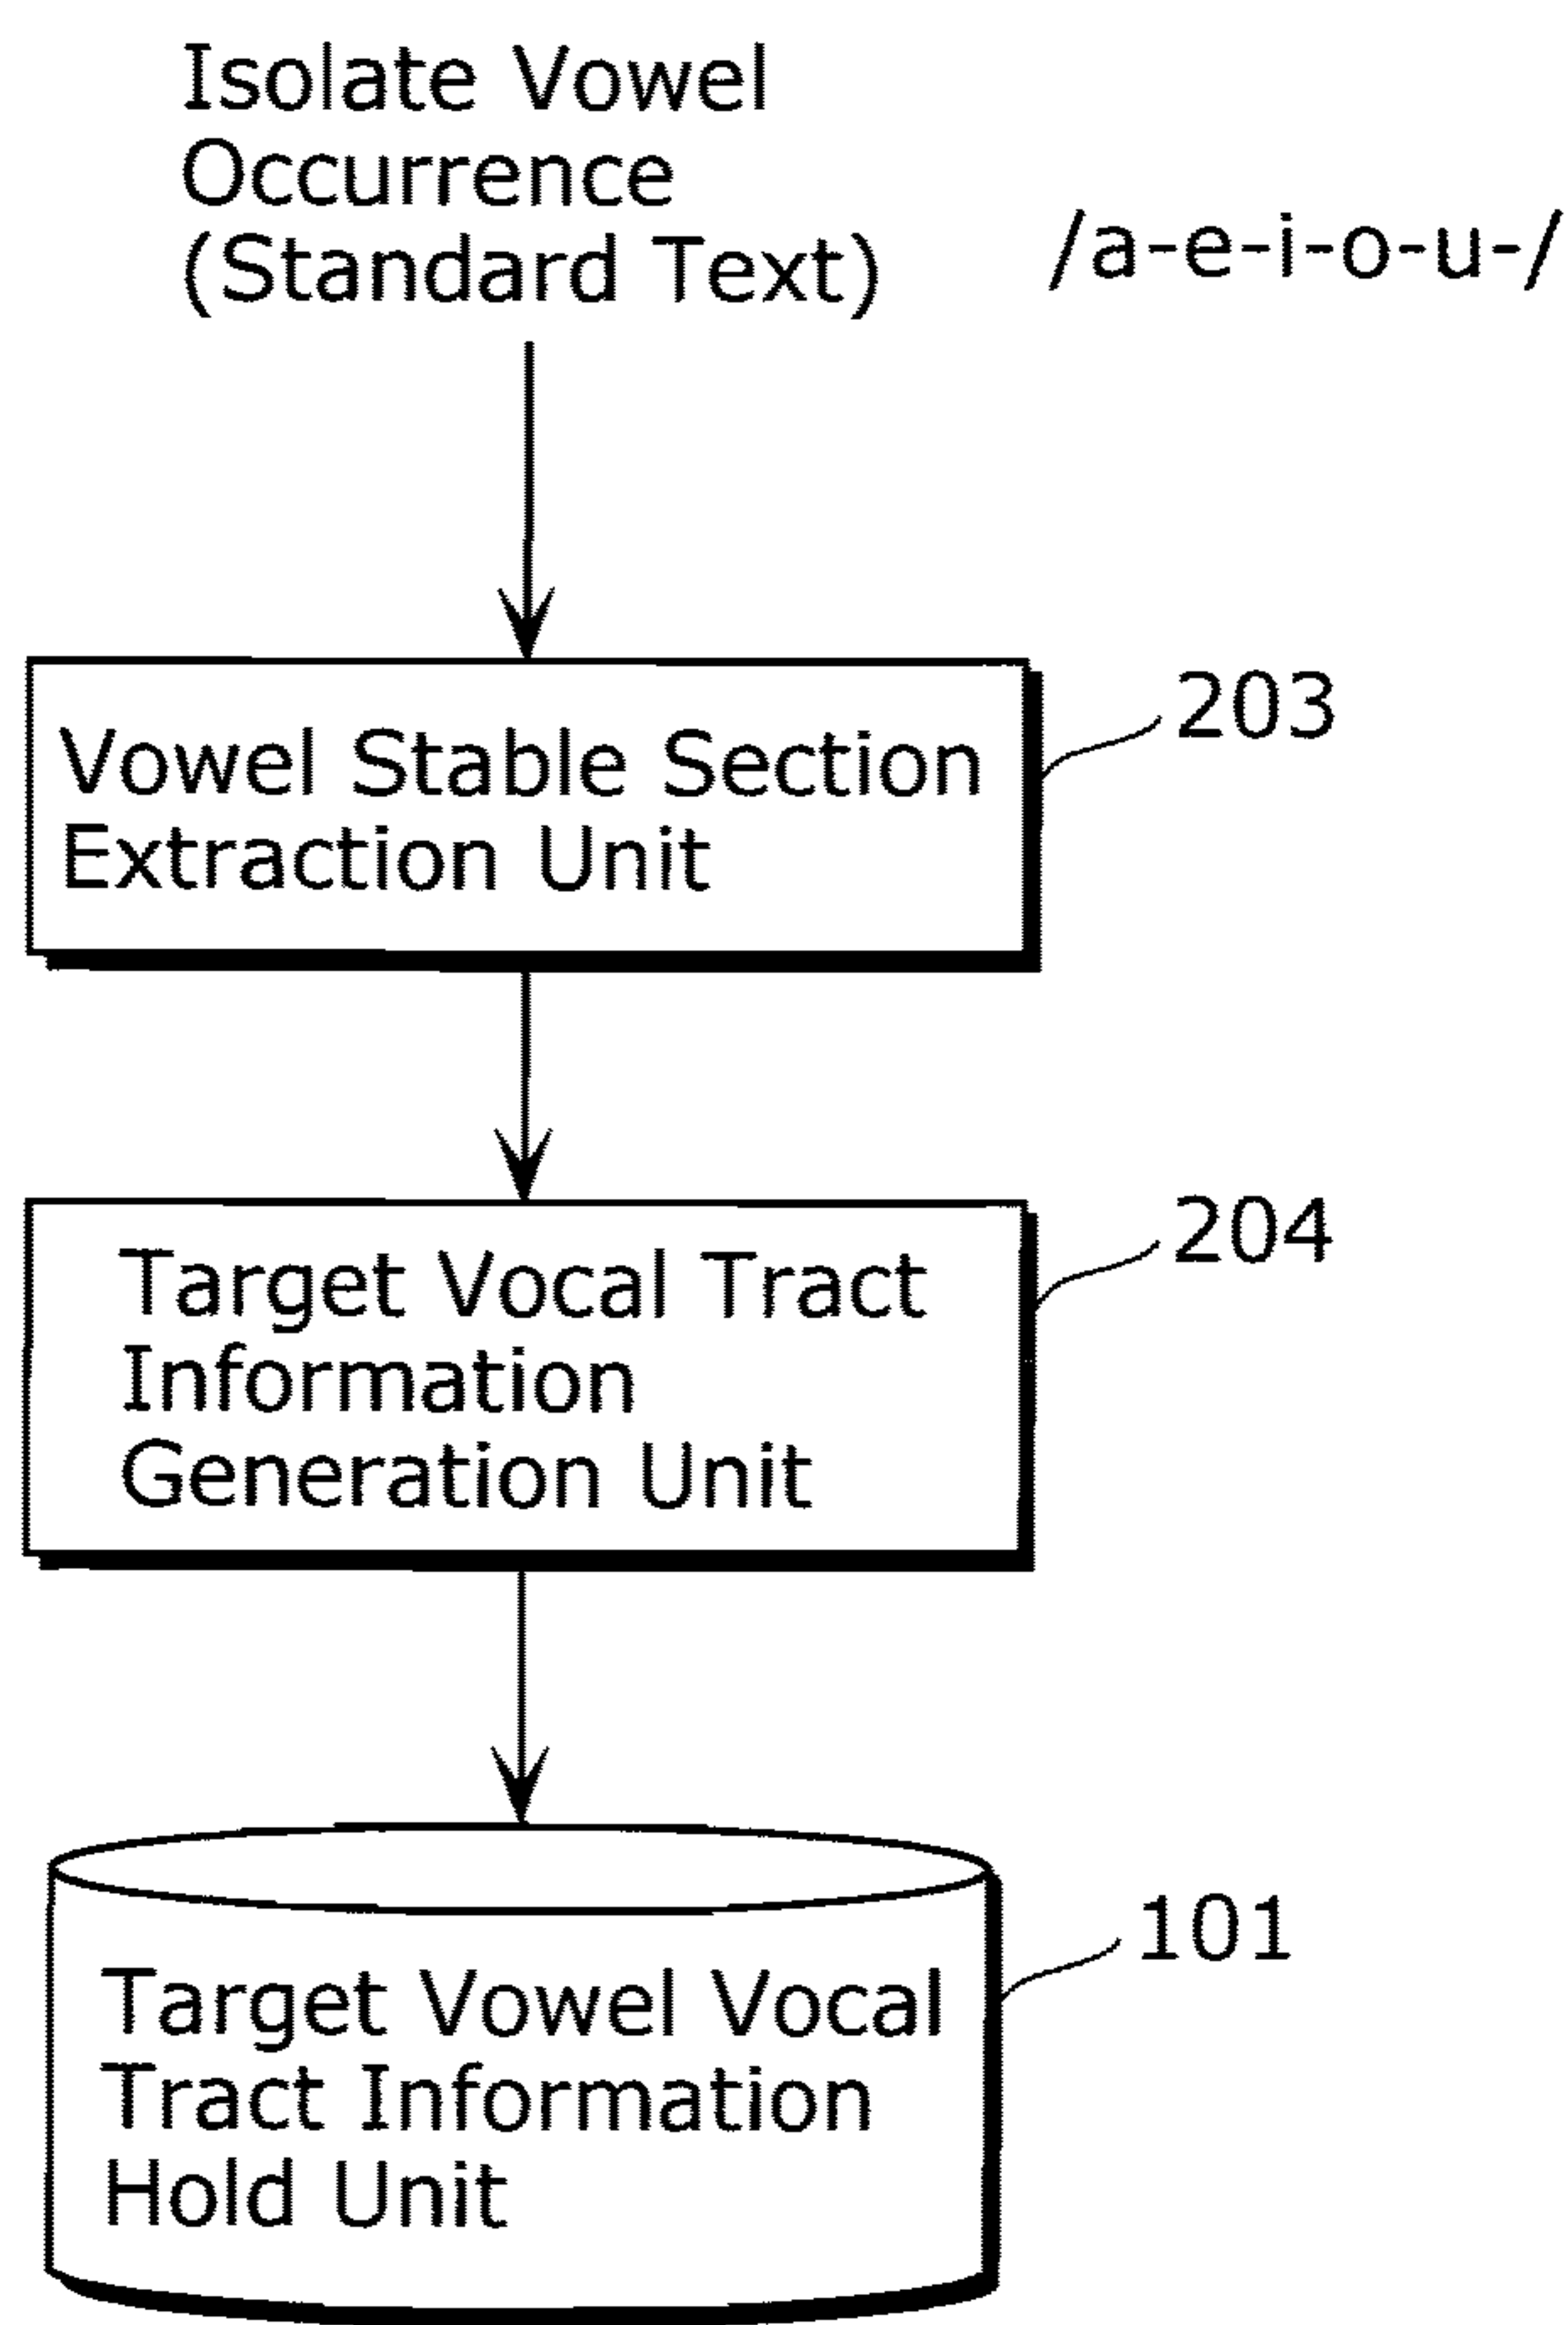 Isolate Vowel
Occurrence
(Standard Text)
/a-e-i-o-u-/
Vowel Stable Section
Extraction Unit
203
Target Vocal Tract
Information
Generation Unit
204
Target Vowel Vocal
Tract Information
Hold Unit
101